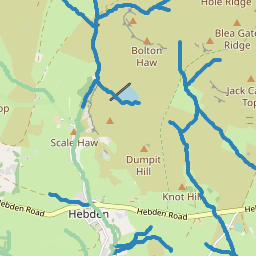 Hole Ridge
Bolton
Haw
Blea Gate
Ridge
Jack Ca
Top
op
Scale Haw
Dumpit
Hill
Knot Hill
Hebden Road
Hebden Road
Hebden